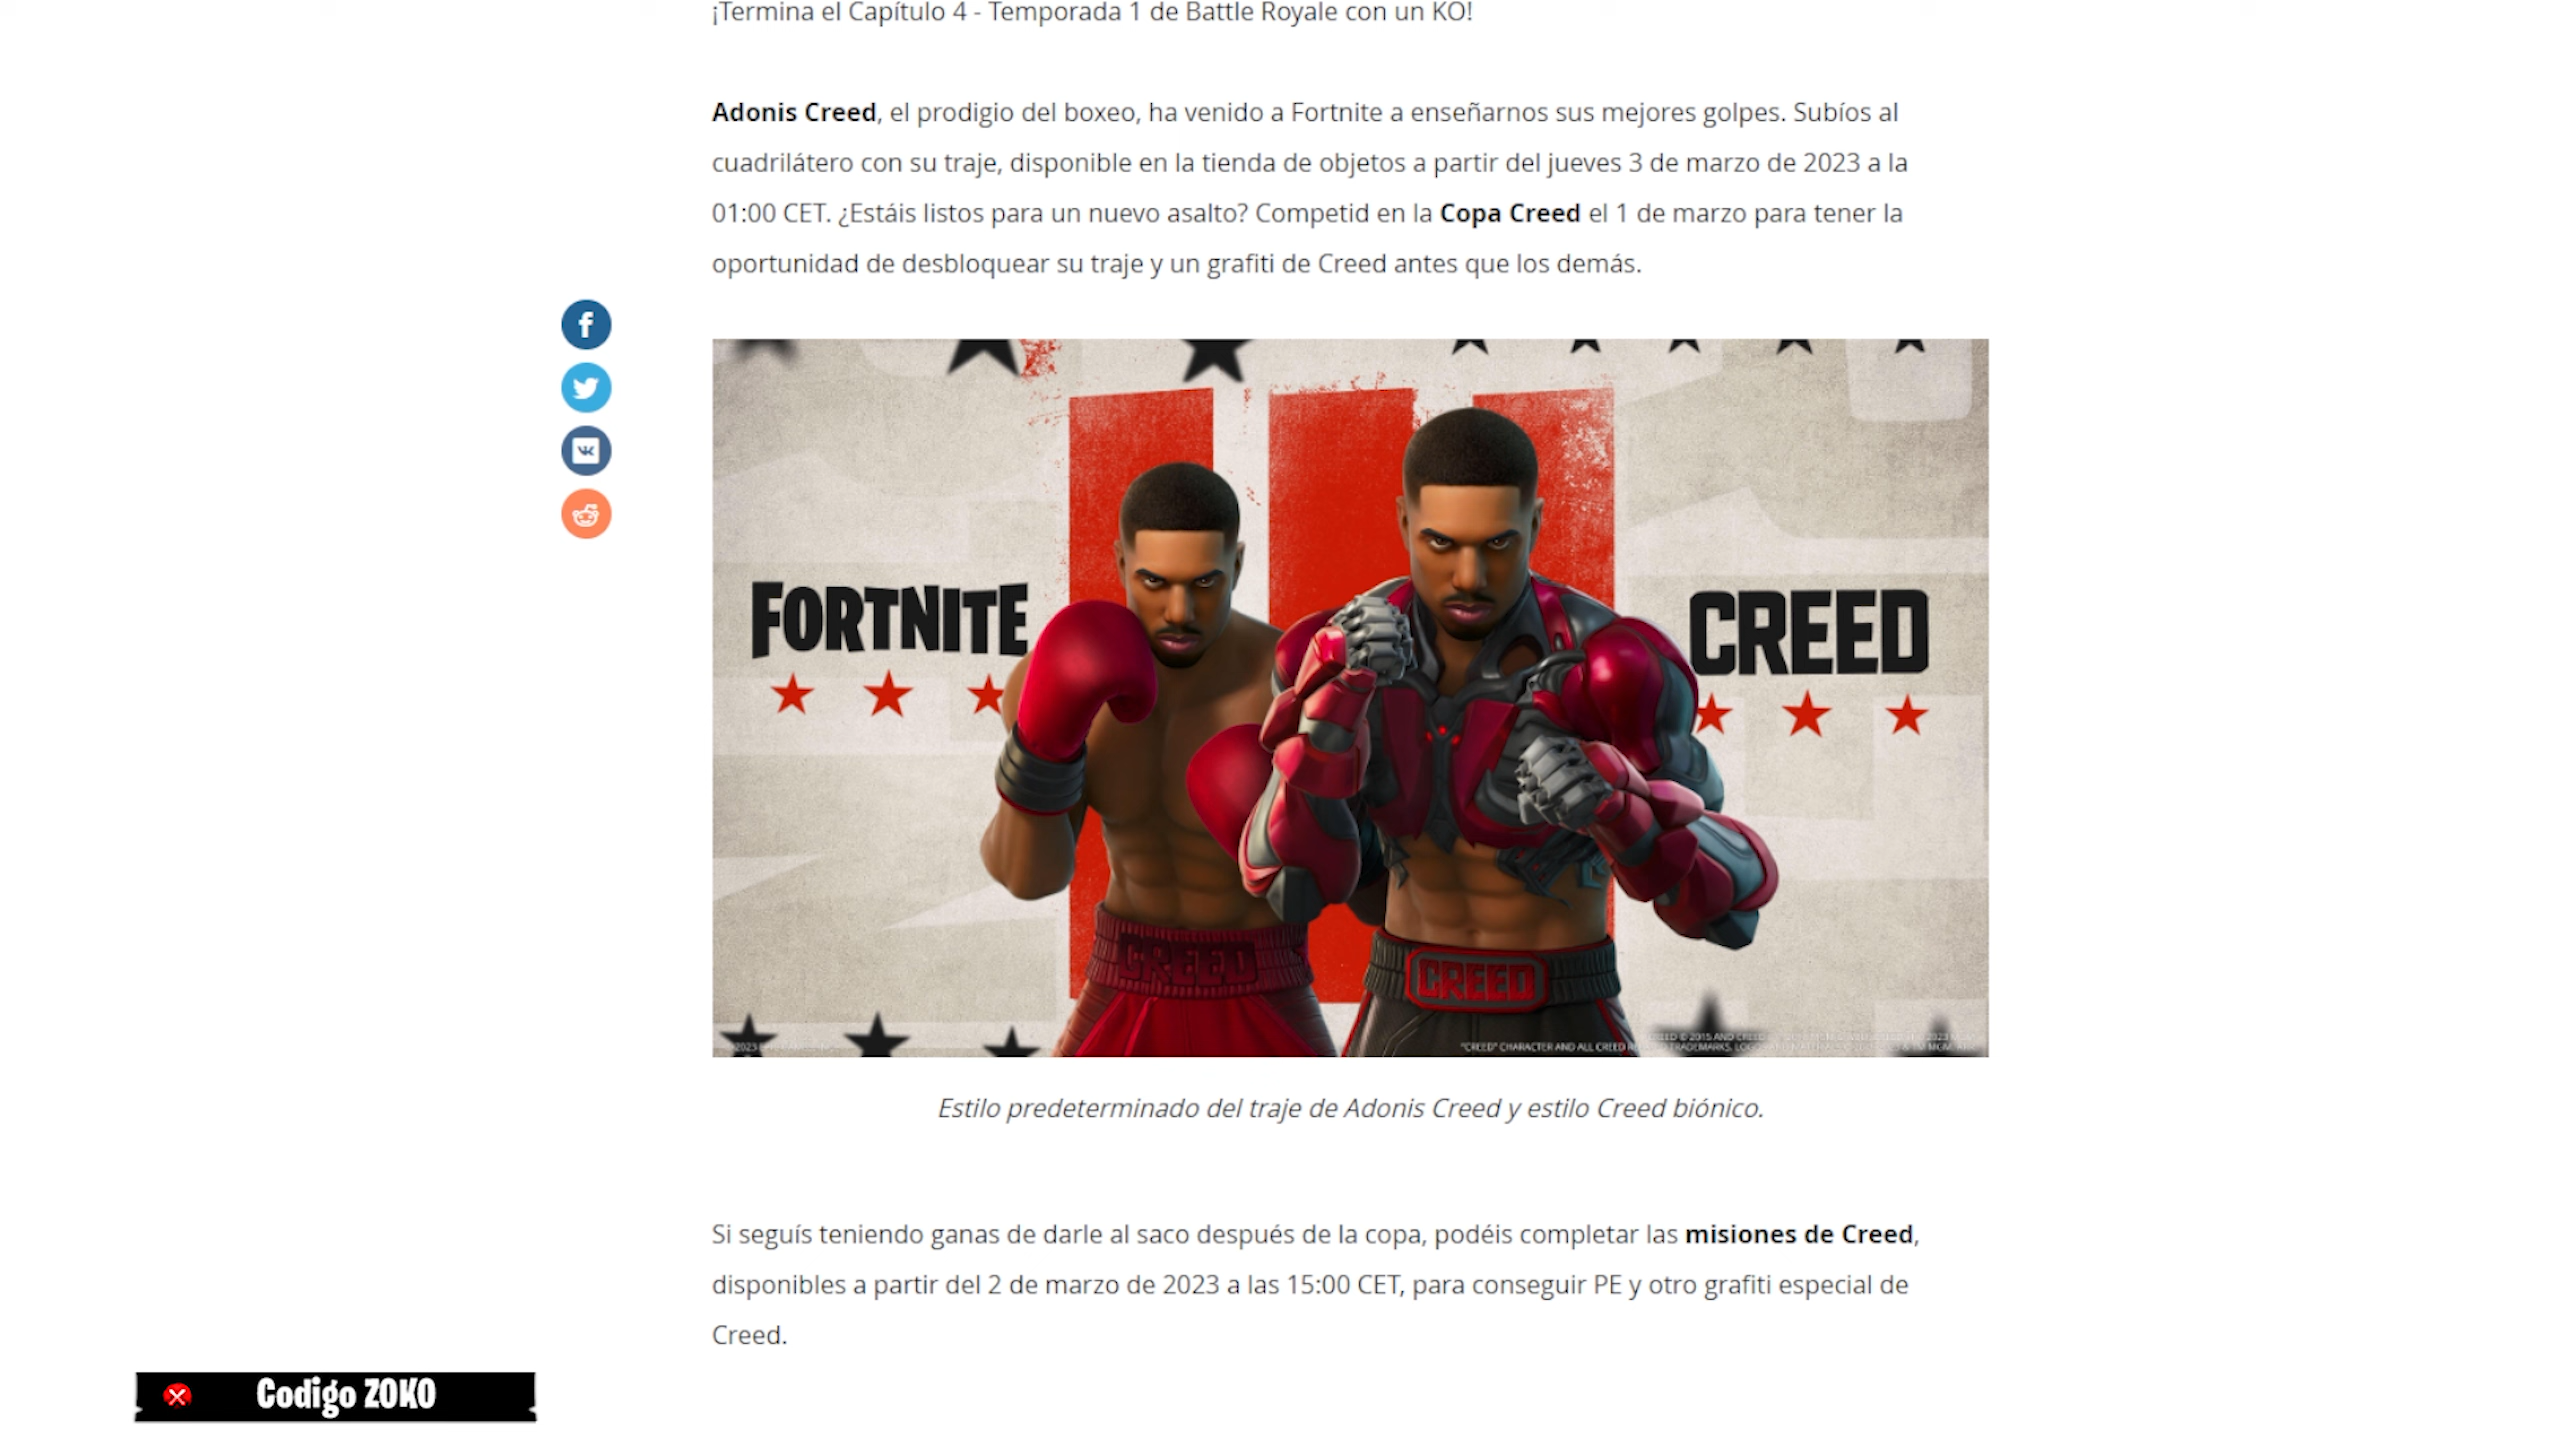 ¡Termina el Capítulo 4 - Temporada 1 de Battle Royale con un KO!
Adonis Creed, el prodigio del boxeo, ha venido a Fortnite a enseñarnos sus mejores golpes. Subíos al
cuadrilátero con su traje, disponible en la tienda de objetos a partir del jueves 3 de marzo de 2023 a la
01:00 CET. ¿Estáis listos para un nuevo asalto? Competid en la Copa Creed el 1 de marzo para tener la
oportunidad de desbloquear su traje y un grafiti de Creed antes que los demás.
FORTNITE
CREED
CREED
CREED
"CREED" CHARACTER AND ALL CREED
Estilo predeterminado del traje de Adonis Creed y estilo Creed biónico.
Si seguís teniendo ganas de darle al saco después de la copa, podéis completar las misiones de Creed,
disponibles a partir del 2 de marzo de 2023 a las 15:00 CET, para conseguir PE y otro grafiti especial de
Creed.
Codigo ZOKO